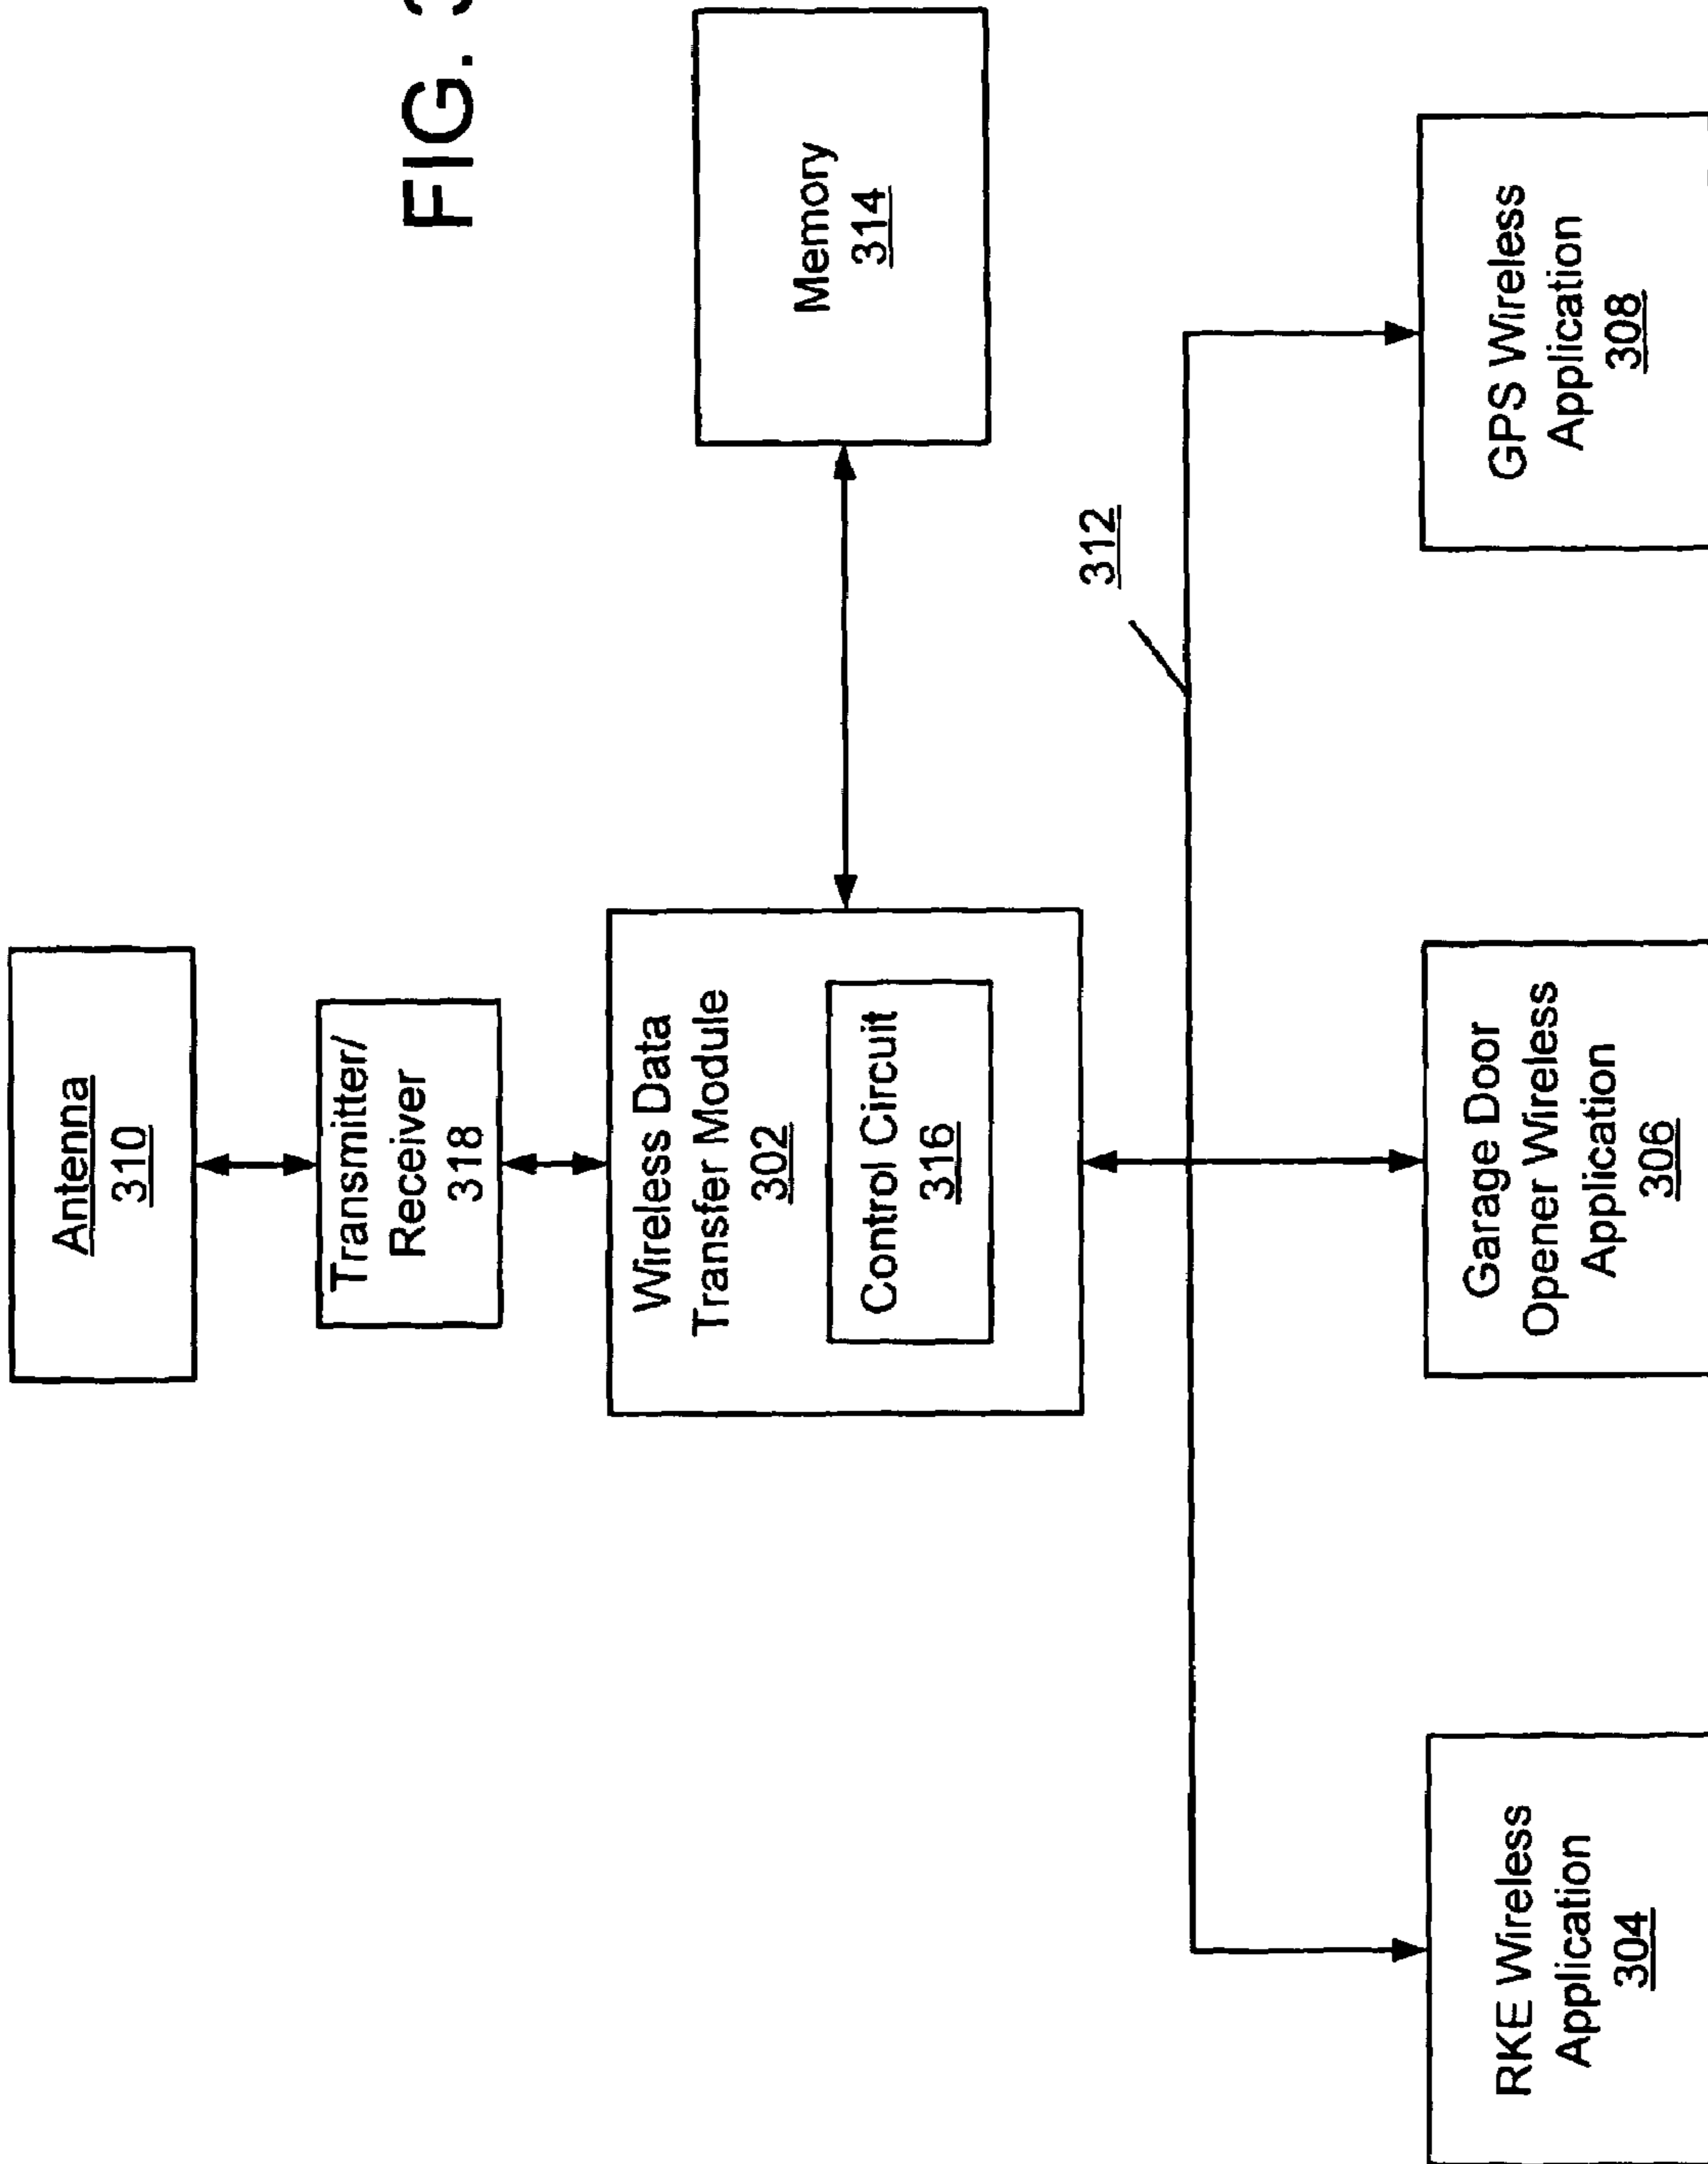 Antenna
310
Transmitter/
Receiver
318
FIG.
Wireless Data
Transfer Module
302
Control Circuit
316
Memory
314
312
RKE Wireless
Application
304
Garage Door
Opener Wireless
Application
306
GPS Wireless
Application
308